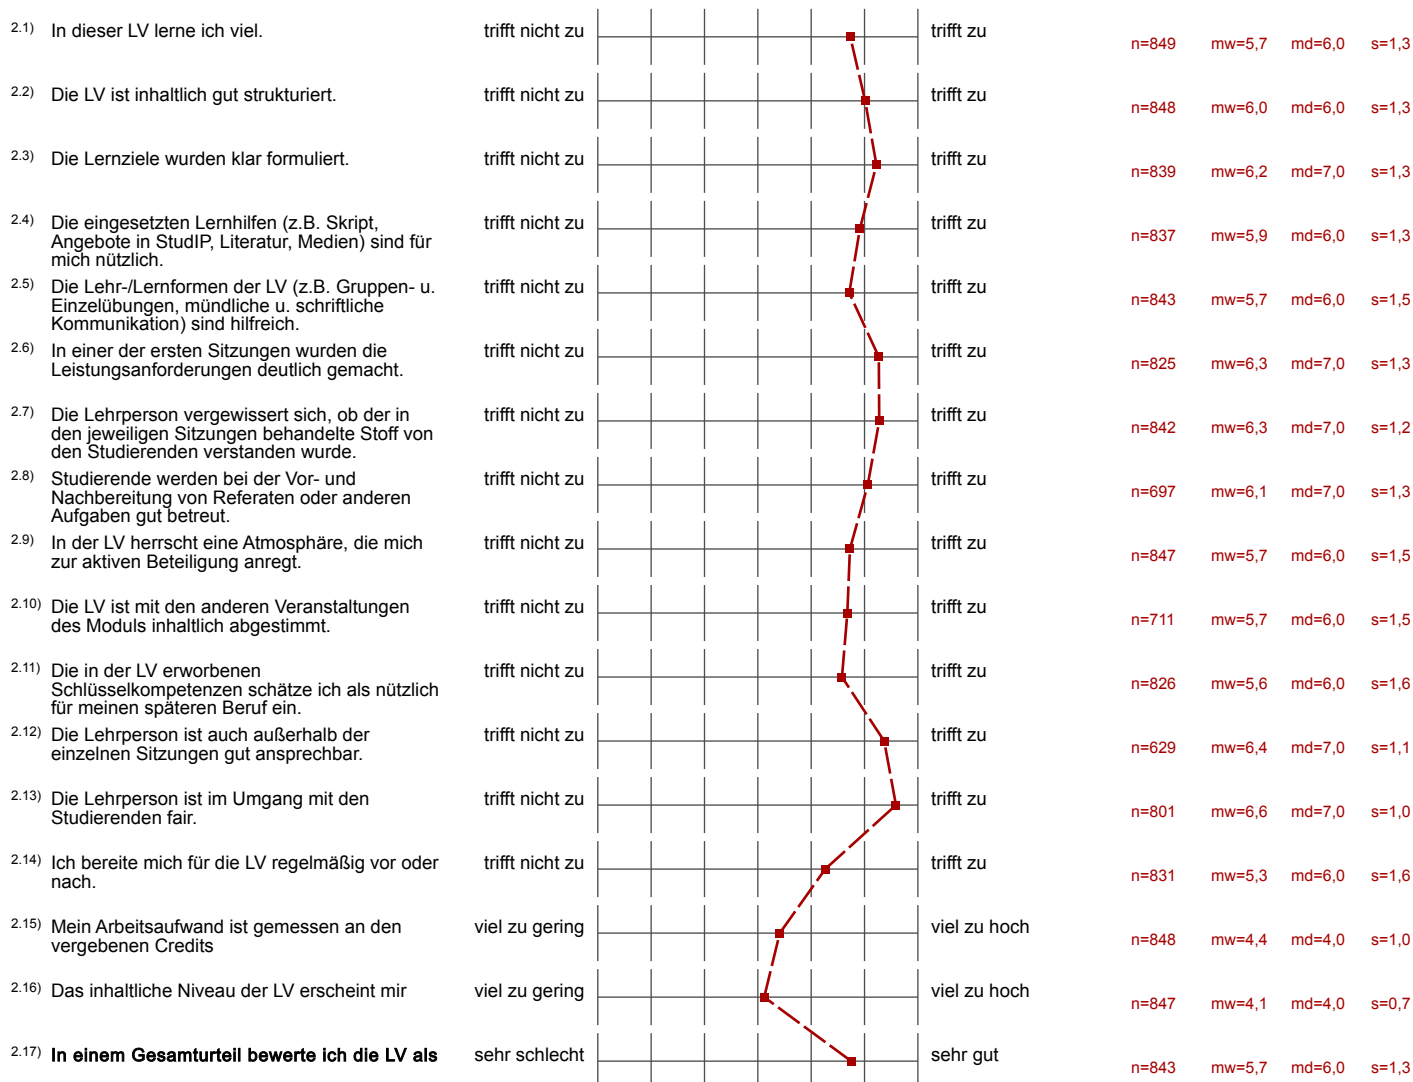 2.1) In dieser LV lerne ich viel. trifft nicht zu trifft zu n=849 mw=5,7 md=6,0 s=1,3
2.2) Die LV ist inhaltlich gut strukturiert. trifft nicht zu trifft zu n=848 mw=6,0 md=6,0 s=1,3
2.3) Die Lernziele wurden klar formuliert. trifft nicht zu trifft zu n=839 mw=6,2 md=7,0 s=1,3
2.4) Die eingesetzten Lernhilfen (z.B. Skript, trifft nicht zu trifft zu n=837 mw=5,9 md=6,0 s=1,3
Angebote in StudIP, Literatur, Medien) sind für
mich nützlich.
2.5) Die Lehr-/Lernformen der LV (z.B. Gruppen- u. trifft nicht zu trifft zu n=843 mw=5,7 md=6,0 s=1,5
Einzelübungen, mündliche u. schriftliche
Kommunikation) sind hilfreich.
2.6) In einer der ersten Sitzungen wurden die trifft nicht zu trifft zu n=825 mw=6,3 md=7,0 s=1,3
Leistungsanforderungen deutlich gemacht.
2.7) Die Lehrperson vergewissert sich, ob der in trifft nicht zu trifft zu n=842 mw=6,3 md=7,0 s=1,2
den jeweiligen Sitzungen behandelte Stoff von
den Studierenden verstanden wurde.
2.8) Studierende werden bei der Vor- und trifft nicht zu trifft zu n=697 mw=6,1 md=7,0 s=1,3
Nachbereitung von Referaten oder anderen
Aufgaben gut betreut.
2.9) In der LV herrscht eine Atmosphäre, die mich trifft nicht zu trifft zu n=847 mw=5,7 md=6,0 s=1,5
zur aktiven Beteiligung anregt.
2.10) Die LV ist mit den anderen Veranstaltungen trifft nicht zu trifft zu n=711 mw=5,7 md=6,0 s=1,5
des Moduls inhaltlich abgestimmt.
2.11) Die in der LV erworbenen trifft nicht zu trifft zu n=826 mw=5,6 md=6,0 s=1,6
Schlüsselkompetenzen schätze ich als nützlich
für meinen späteren Beruf ein.
2.12) Die Lehrperson ist auch außerhalb der trifft nicht zu trifft zu n=629 mw=6,4 md=7,0 s=1,1
einzelnen Sitzungen gut ansprechbar.
2.13) Die Lehrperson ist im Umgang mit den trifft nicht zu trifft zu n=801 mw=6,6 md=7,0 s=1,0
Studierenden fair.
2.14) Ich bereite mich für die LV regelmäßig vor oder trifft nicht zu trifft zu n=831 mw=5,3 md=6,0 s=1,6
nach.
2.15) Mein Arbeitsaufwand ist gemessen an den viel zu gering viel zu hoch n=848 mw=4,4 md=4,0 s=1,0
vergebenen Credits
2.16) Das inhaltliche Niveau der LV erscheint mir viel zu gering viel zu hoch n=847 mw=4,1 md=4,0 s=0,7
2.17) In einem Gesamturteil bewerte ich die LV als sehr schlecht sehr gut n=843 mw=5,7 md=6,0 s=1,3